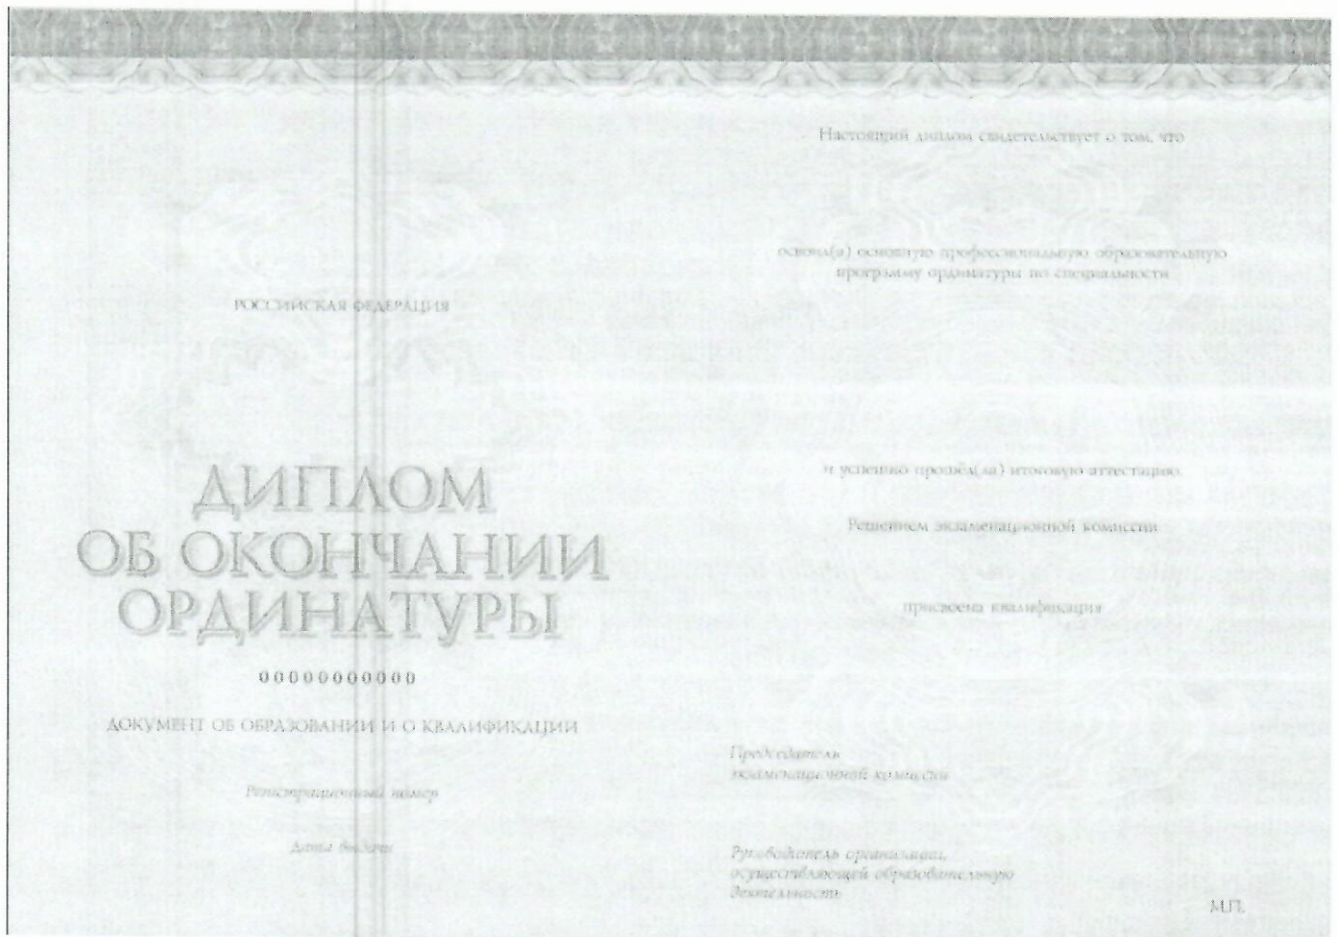 РОССИЙСКАЯ ФЕДЕРАЦИЯ
ДИПЛОМ
ОБ ОКОНЧАНИИ
ОРДИНАТУРЫ
00000000000
ДОКУМЕНТ ОБ ОБРАЗОВАНИИ И О КВАЛИФИКАЦИИ
Регистрационный номер
Дата выдачи
Настоящий диплом свидетельствует о том, что
освоил(а) основную профессиональную образовательную
программу ординатуры по специальности
и успешно прошёл(ла) итоговую аттестацию.
Решением экзаменационной комиссии
присвоена квалификация
Председатель
экзаменационной комиссии
Руководитель организации,
осуществляющей образовательную
деятельность
М.П.